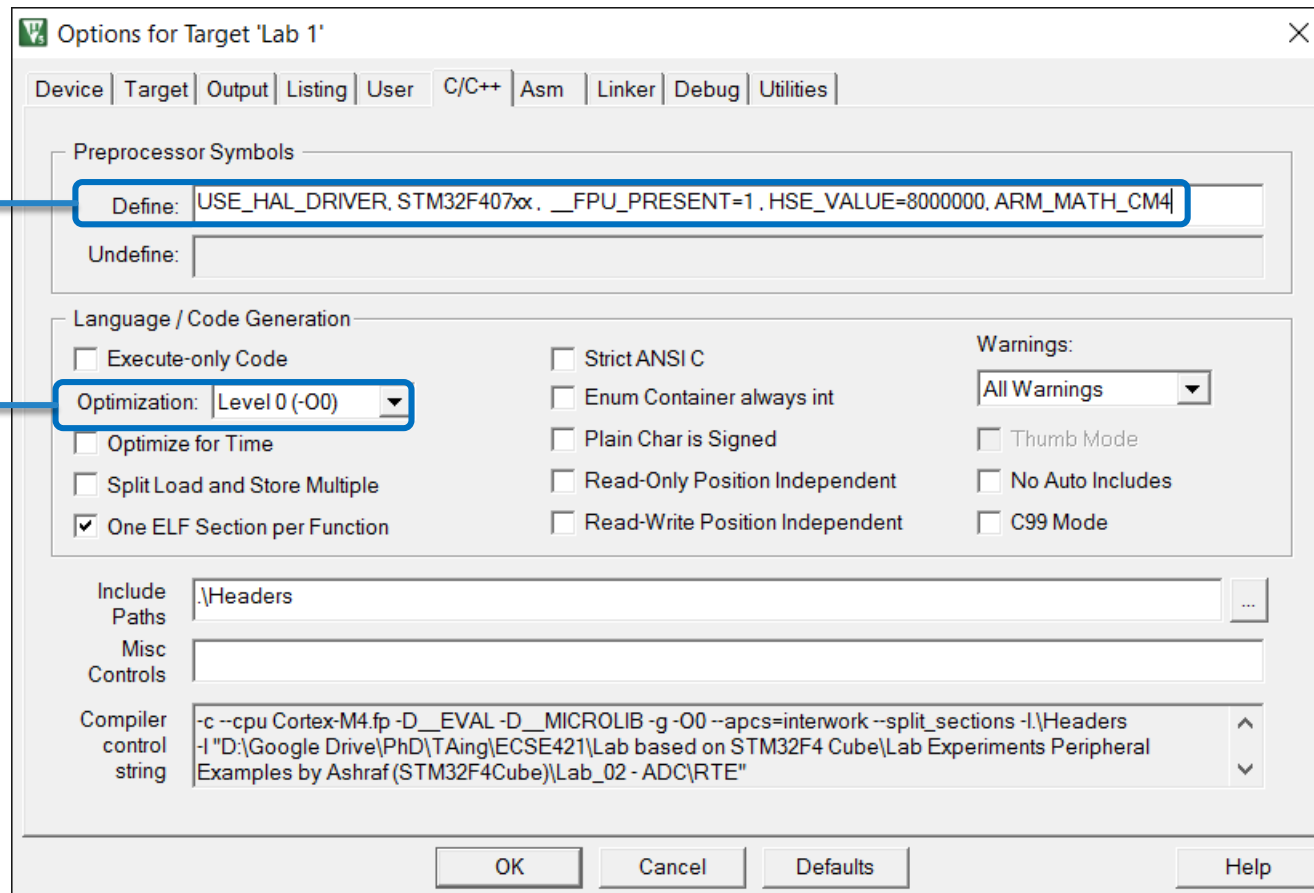 Options for Target 'Lab 1'
Device Target Output Listing User C/C++ Asm Linker Debug Utilities
Preprocessor Symbols
Define: USE_HAL_DRIVER, STM32F407xx , __FPU_PRESENT=1 , HSE_VALUE=8000000, ARM_MATH_CM4
Undefine:
Language / Code Generation
Execute-only Code
Optimization: Level 0 (-O0)
Optimize for Time
Split Load and Store Multiple
One ELF Section per Function
Strict ANSI C
Enum Container always int
Plain Char is Signed
Read-Only Position Independent
Read-Write Position Independent
Warnings:
All Warnings
Thumb Mode
No Auto Includes
C99 Mode
Include
Paths
.\Headers
...
Misc
Controls
Compiler
control
string
-c --cpu Cortex-M4.fp -D__EVAL -D__MICROLIB -g -O0 --apcs=interwork --split_sections -I.\Headers
-I "D:\Google Drive\PhD\TAing\ECSE421\Lab based on STM32F4 Cube\Lab Experiments Peripheral
Examples by Ashraf (STM32F4Cube)\Lab_02 - ADC\RTE"
OK Cancel Defaults Help